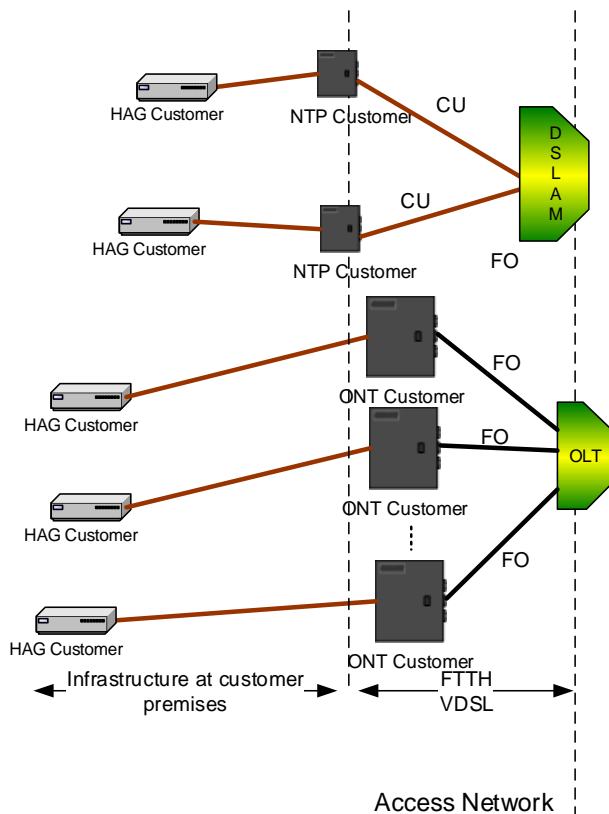 HAG Customer
NTP Customer
CU
DSLAM
HAG Customer
CU
NTP Customer
FO
HAG Customer
ONT Customer
FO
FO
OLT
HAG Customer
ONT Customer
FO
HAG Customer
ONT Customer
Infrastructure at customer
premises
FTTH
VDSL
Access Network